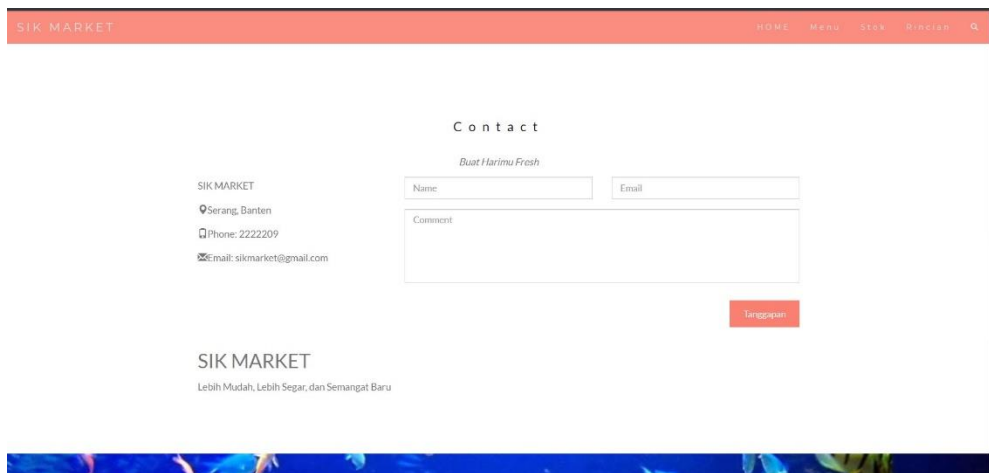 SIK MARKET
HOME Menu Stok Rincian
Contact
Buat Harimu Fresh
SIK MARKET
Serang, Banten
Phone: 2222209
Email: sikmarket@gmail.com
Name
Email
Comment
Tanggapan
SIK MARKET
Lebih Mudah, Lebih Segar, dan Semangat Baru